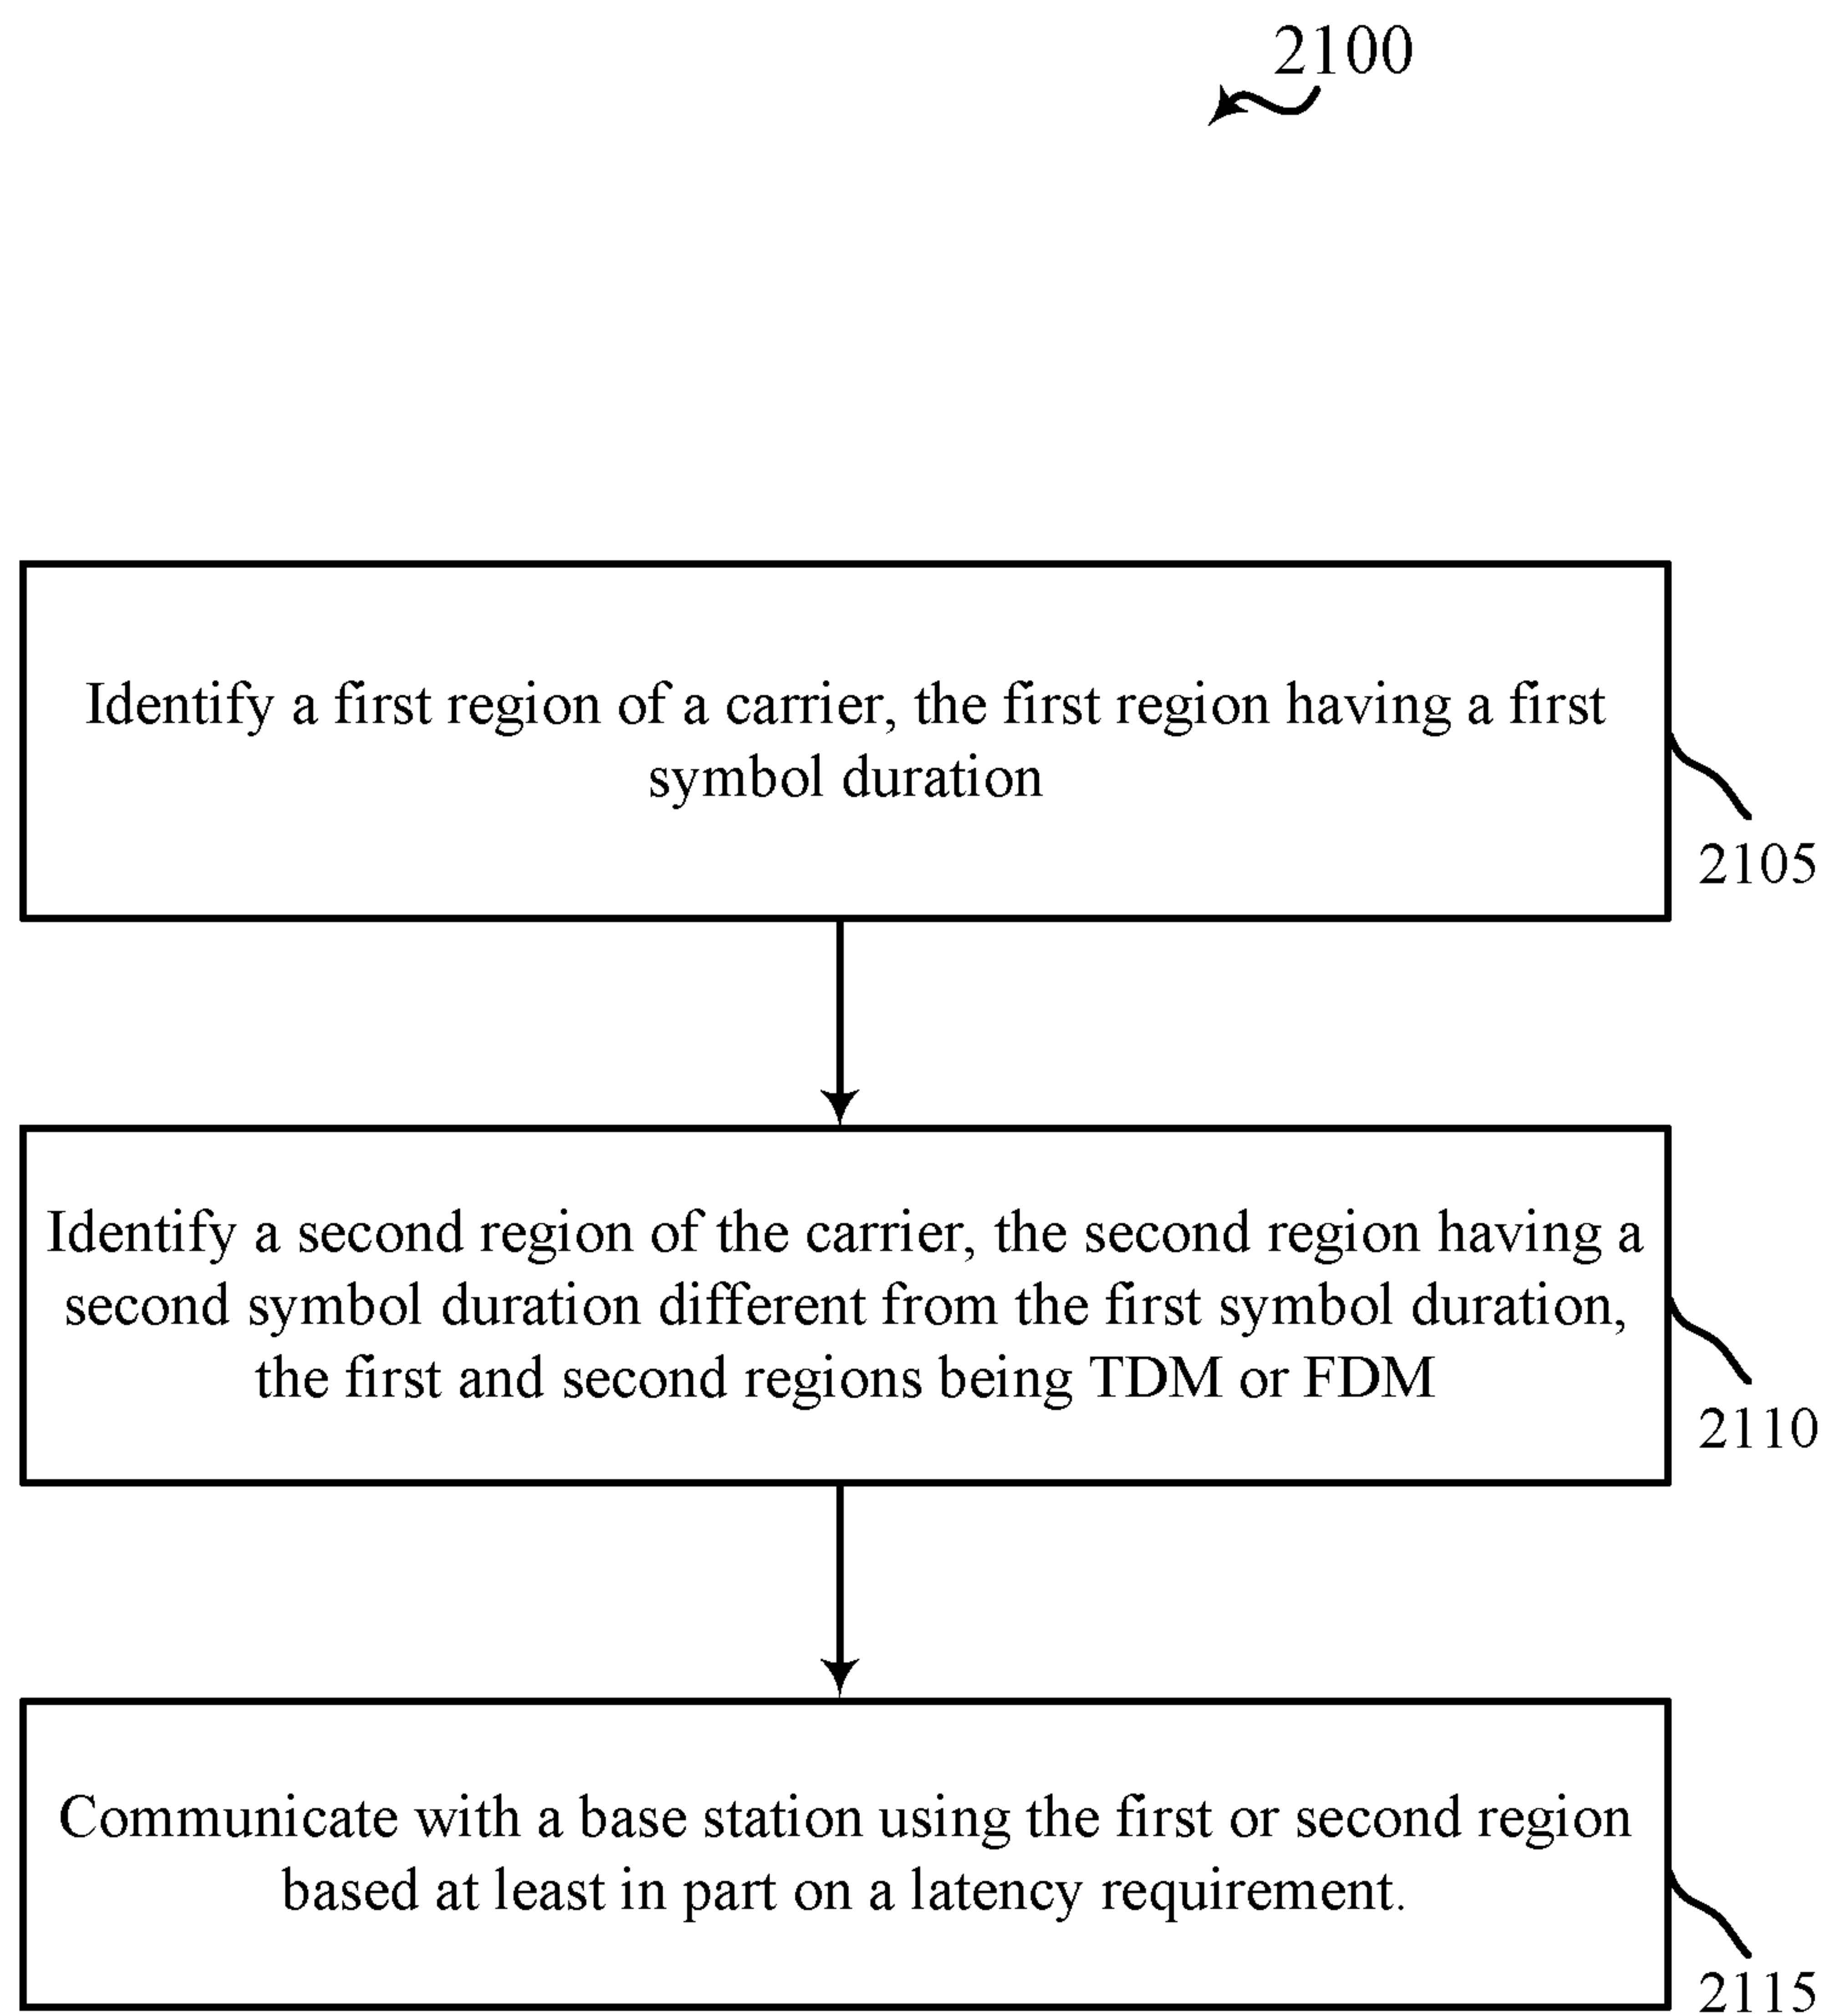 2100
Identify a first region of a carrier, the first region having a first
symbol duration
2105
Identify a second region of the carrier, the second region having a
second symbol duration different from the first symbol duration,
the first and second regions being TDM or FDM
2110
Communicate with a base station using the first or second region
based at least in part on a latency requirement.
2115